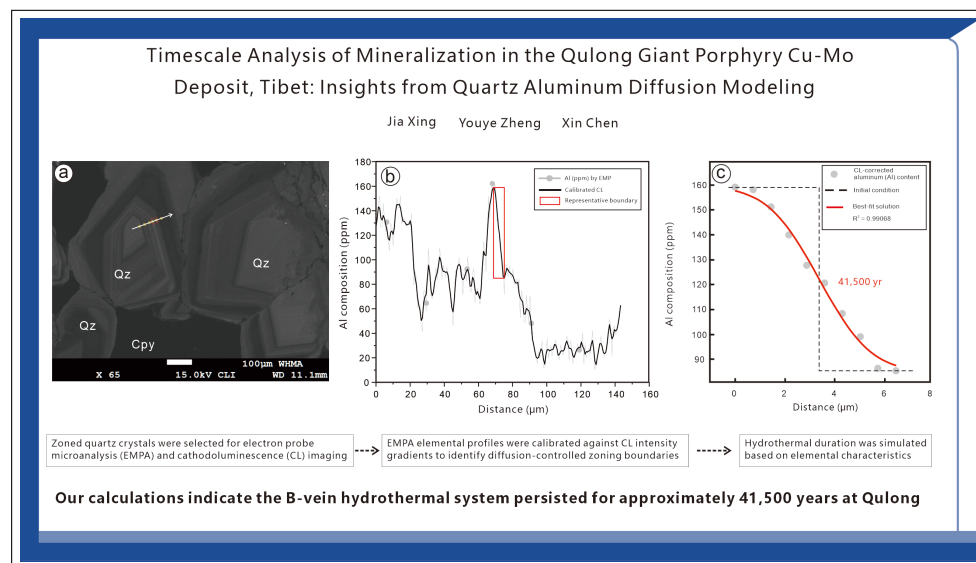 Timescale Analysis of Mineralization in the Qulong Giant Porphyry Cu-Mo
Deposit, Tibet: Insights from Quartz Aluminum Diffusion Modeling
Jia Xing Youye Zheng Xin Chen
a
Qz
Qz
Qz
Cpy
100μm WHMA
X 65 15.0kV CLI WD 11.1mm
b
Al (ppm) by EMP
Calibrated CL
Representative boundary
Al composition (ppm)
180
160
140
120
100
80
60
40
20
0
0 20 40 60 80 100 120 140 160
Distance (μm)
c
CL-corrected
aluminum (Al) content
Initial condition
Best-fit solution
R² = 0.99068
41,500 yr
Al composition (ppm)
160
150
140
130
120
110
100
90
0 2 4 6 8
Distance (μm)
Zoned quartz crystals were selected for electron probe
microanalysis (EMPA) and cathodoluminescence (CL) imaging
EMPA elemental profiles were calibrated against CL intensity
gradients to identify diffusion-controlled zoning boundaries
Hydrothermal duration was simulated
based on elemental characteristics
Our calculations indicate the B-vein hydrothermal system persisted for approximately 41,500 years at Qulong